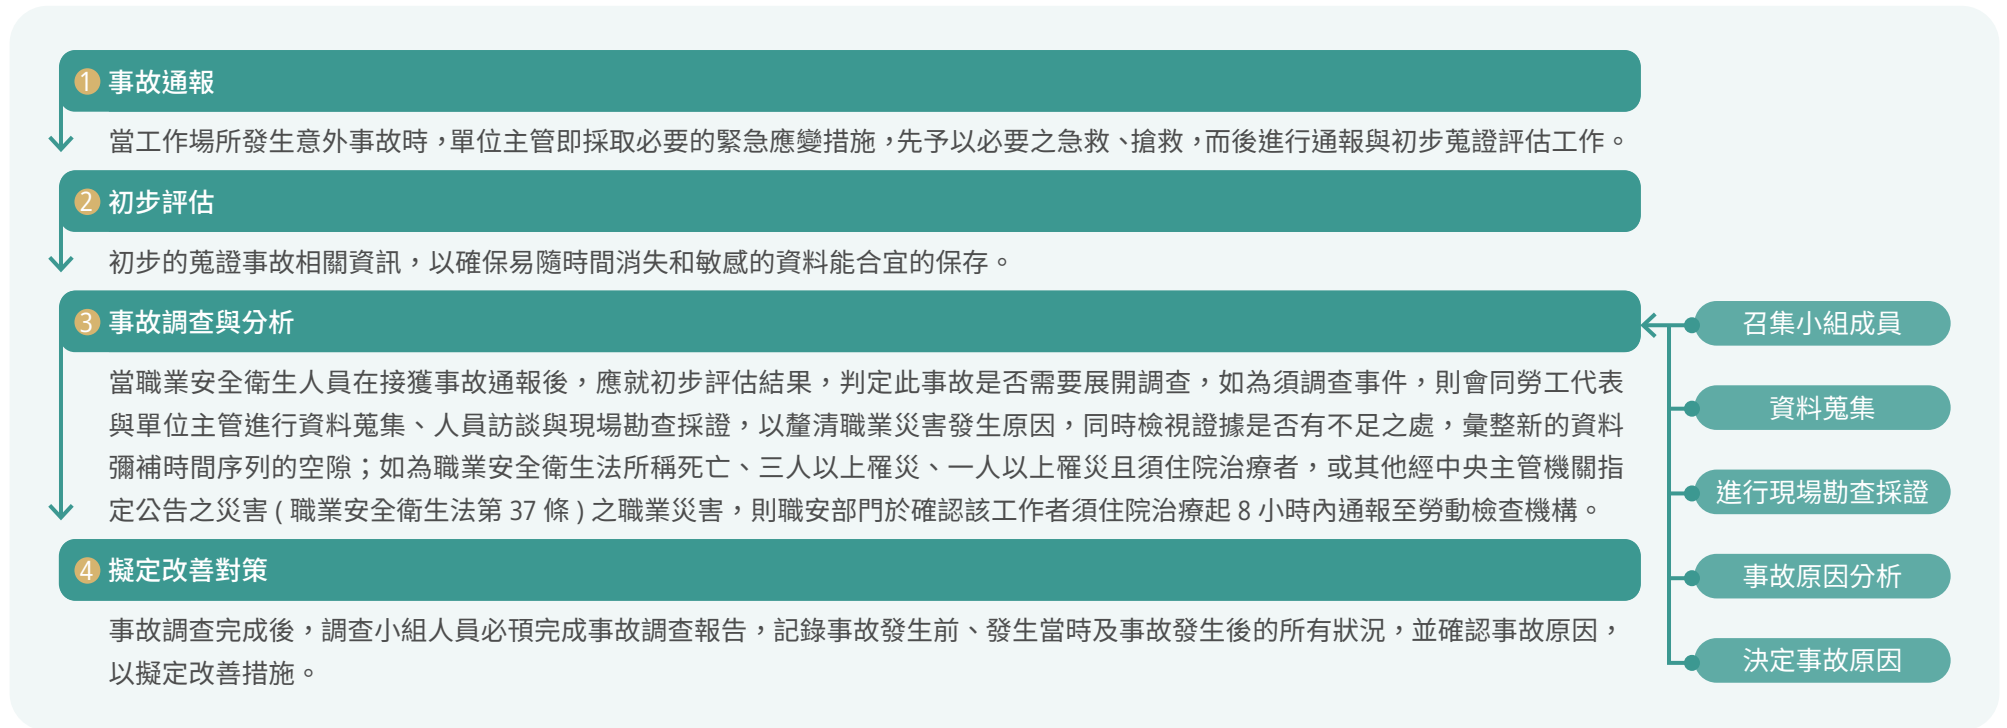 1 事故通報
當工作場所發生意外事故時，單位主管即採取必要的緊急應變措施，先予以必要之急救、搶救，而後進行通報與初步蒐證評估工作。
2 初步評估
初步的蒐證事故相關資訊，以確保易隨時間消失和敏感的資料能合宜的保存。
3 事故調查與分析
當職業安全衛生人員在接獲事故通報後，應就初步評估結果，判定此事故是否需要展開調查，如為須調查事件，則會同勞工代表
與單位主管進行資料蒐集、人員訪談與現場勘查採證，以釐清職業災害發生原因，同時檢視證據是否有不足之處，彙整新的資料
彌補時間序列的空隙；如為職業安全衛生法所稱死亡、三人以上罹災、一人以上罹災且須住院治療者，或其他經中央主管機關指
定公告之災害 ( 職業安全衛生法第 37 條 ) 之職業災害，則職安部門於確認該工作者須住院治療起 8 小時內通報至勞動檢查機構。
4 擬定改善對策
事故調查完成後，調查小組人員必頇完成事故調查報告，記錄事故發生前、發生當時及事故發生後的所有狀況，並確認事故原因，
以擬定改善措施。
召集小組成員
資料蒐集
進行現場勘查採證
事故原因分析
決定事故原因